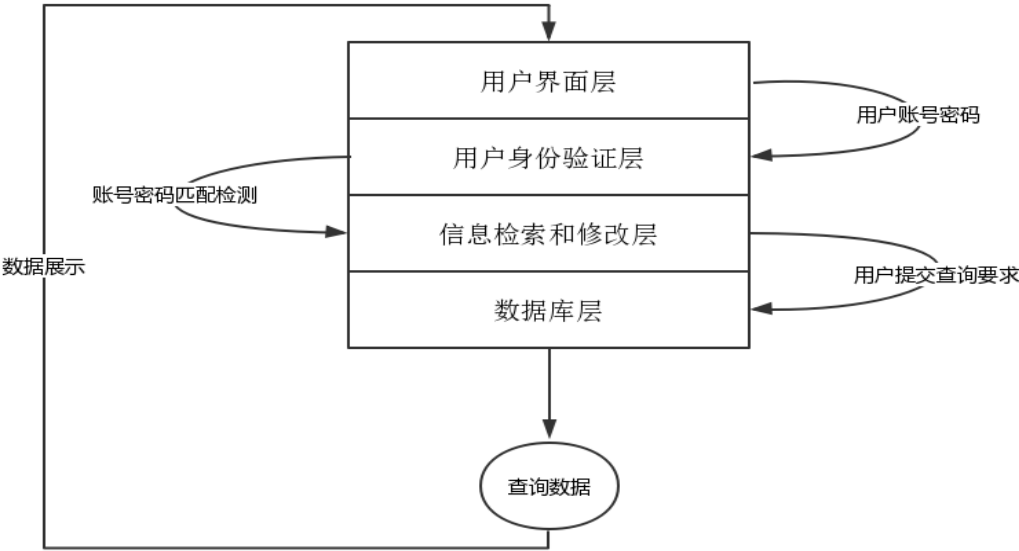 用户界面层
用户账号密码
用户身份验证层
账号密码匹配检测
信息检索和修改层
数据展示
用户提交查询要求
数据库层
查询数据